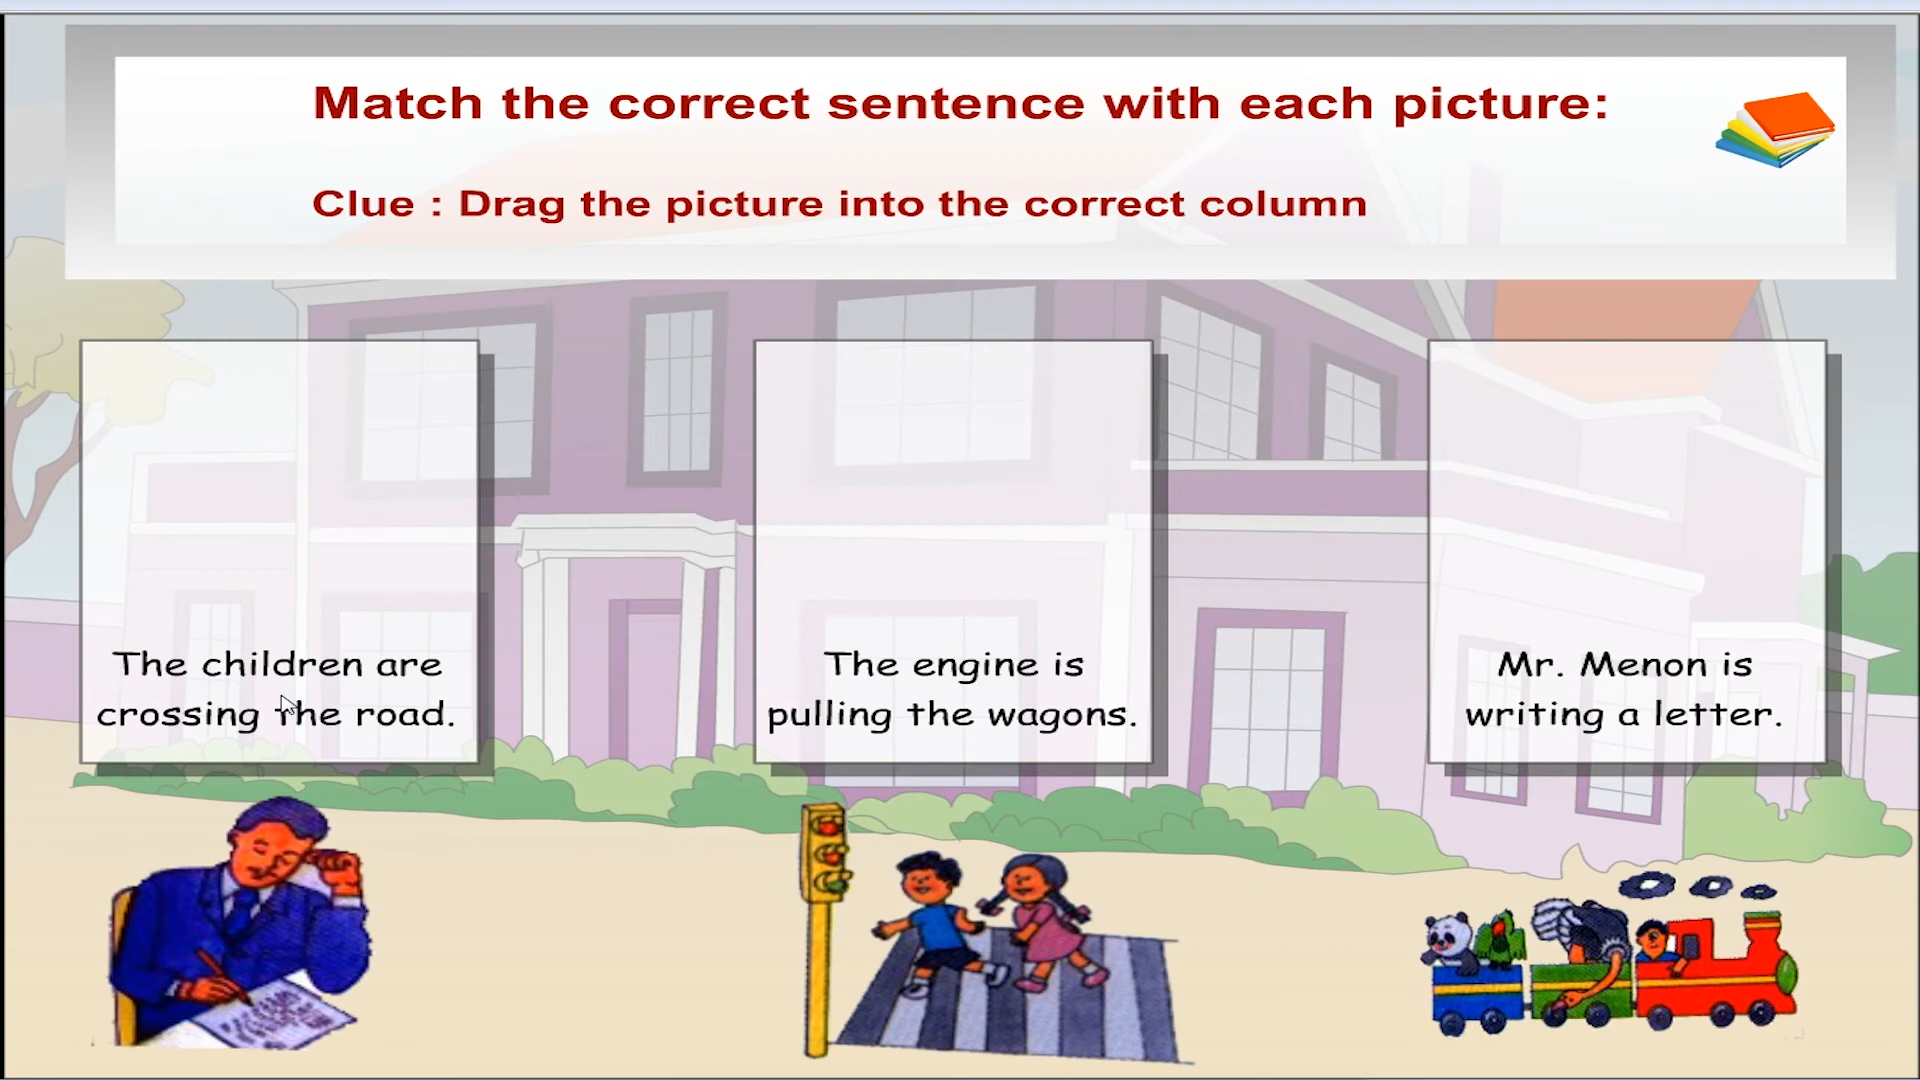 Match the correct sentence with each picture:
Clue : Drag the picture into the correct column
The children are
crossing the road.
The engine is
pulling the wagons.
Mr. Menon is
writing a letter.